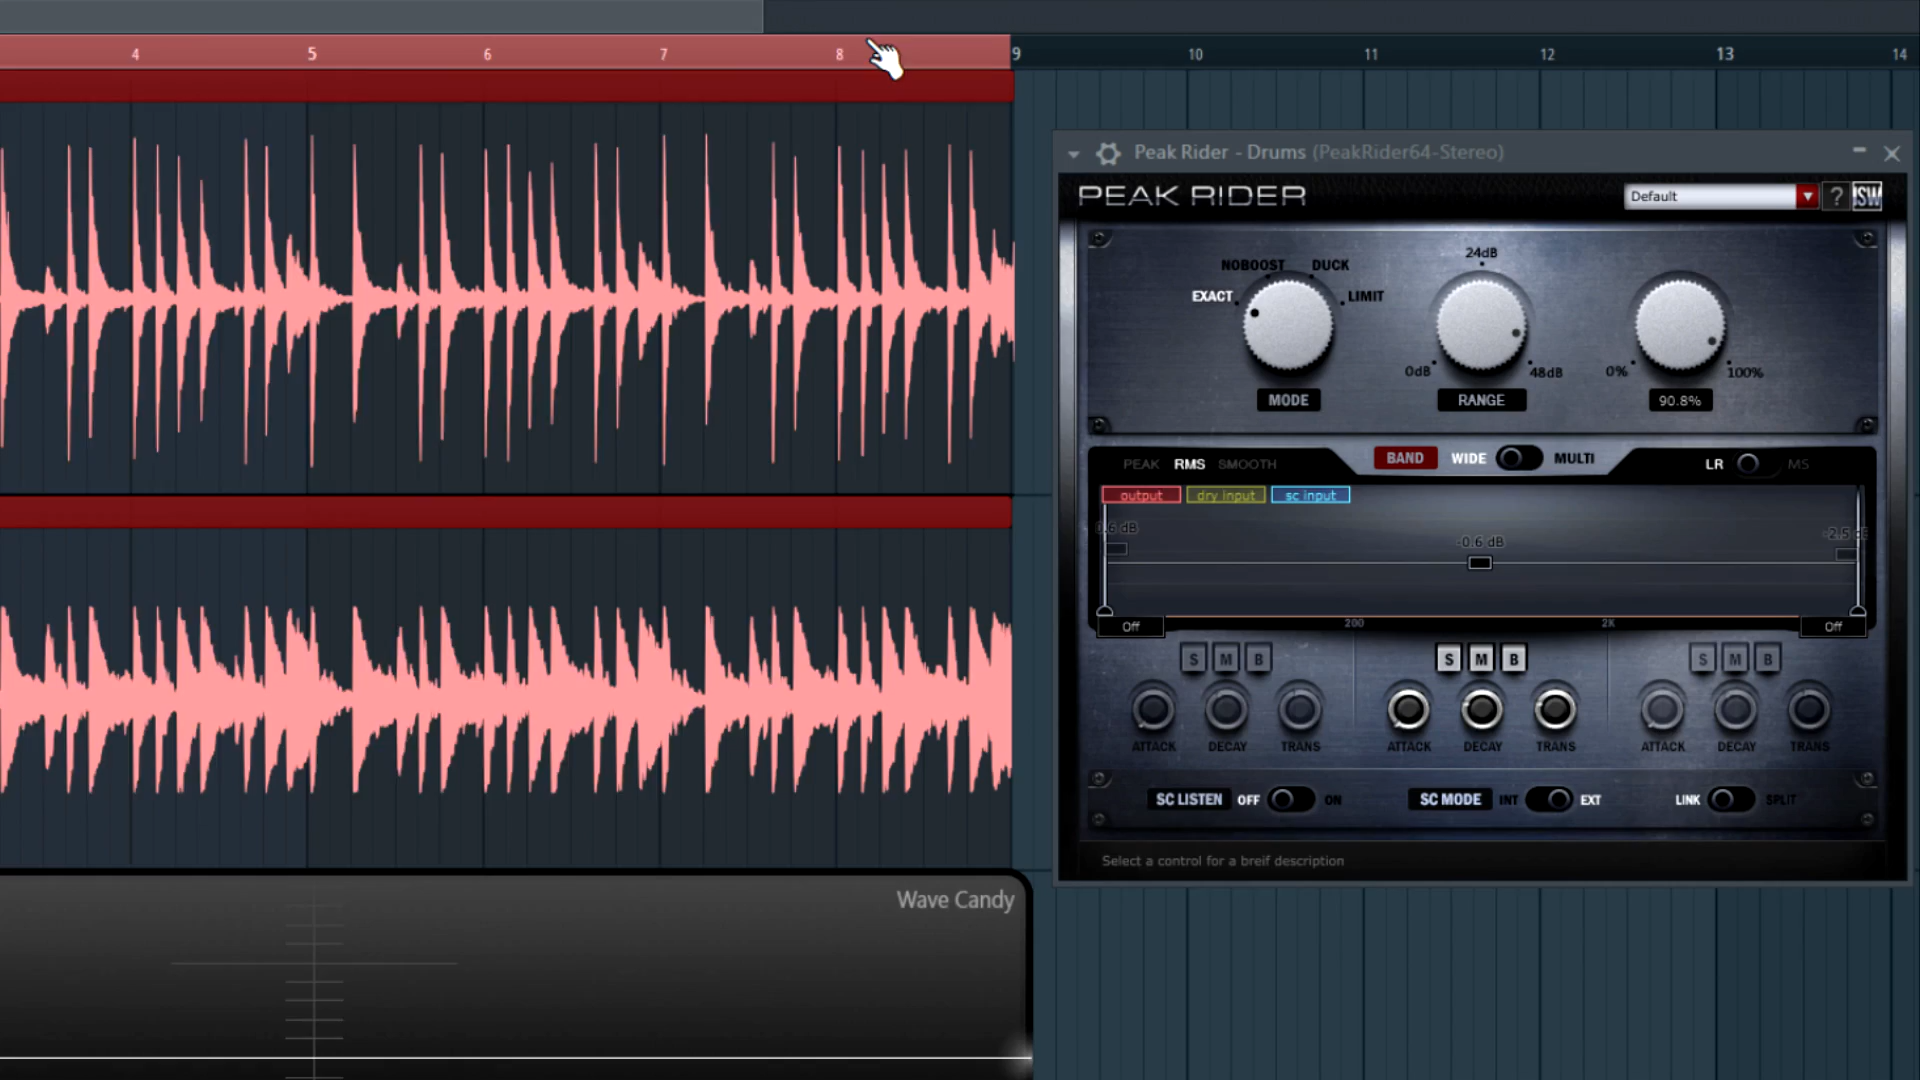 4 5 6 7 8 9 10 11 12 13 14
Peak Rider - Drums (PeakRider64-Stereo)
PEAK RIDER
Default
?
ISW
24dB
NOBOOST DUCK
EXACT LIMIT
0dB 48dB 0% 100%
MODE RANGE 90.8%
PEAK RMS SMOOTH BAND WIDE MULTI LR MS
output dry input sc input
-0.6 dB
Off 200 2K Off
S M B S M B S M B
ATTACK DECAY TRANS ATTACK DECAY TRANS ATTACK DECAY TRANS
SC LISTEN OFF ON SC MODE INT EXT LINK SPLIT
Select a control for a breif description
Wave Candy